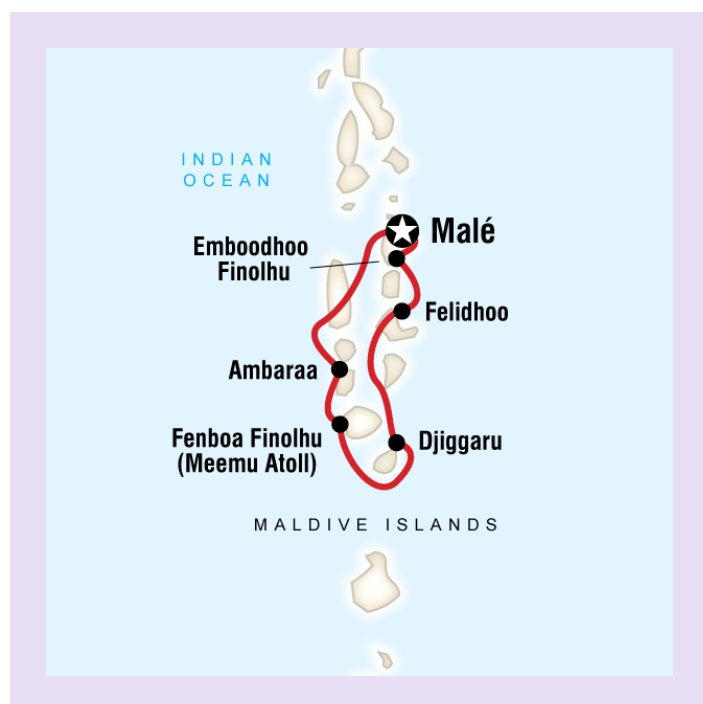 INDIAN
OCEAN
Malé
Emboodhoo
Finolhu
Felidhoo
Ambaraa
Fenboa Finolhu
(Meemu Atoll)
Djiggaru
MALDIVE ISLANDS